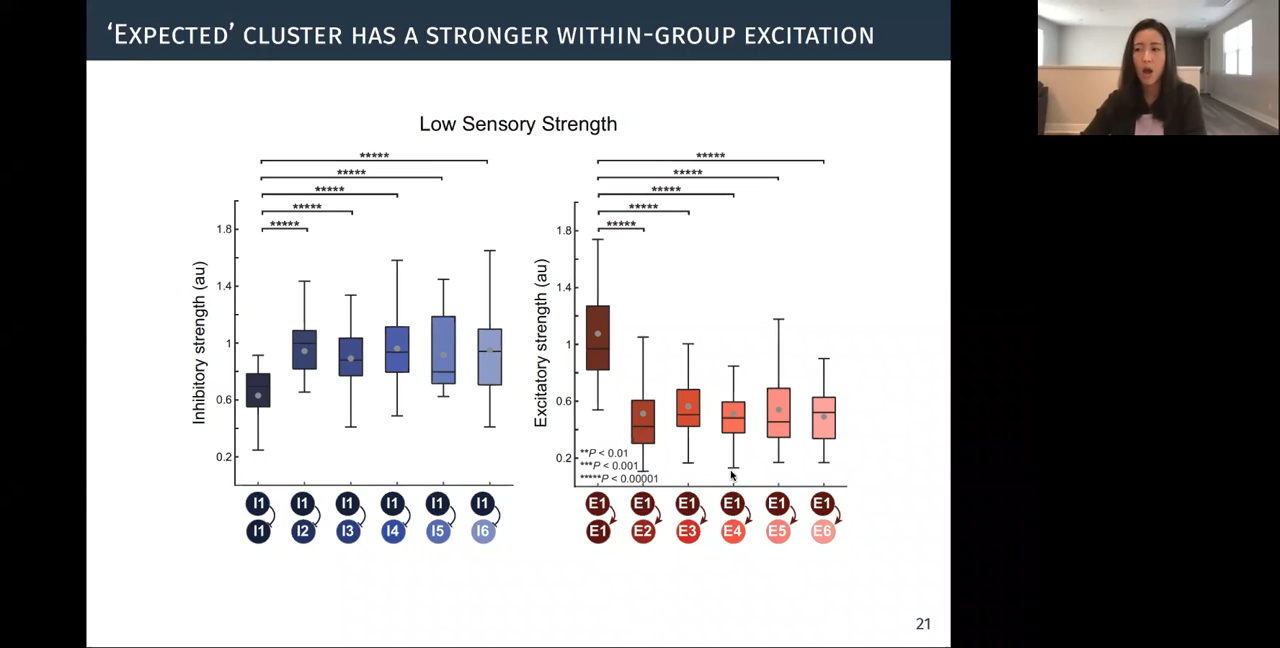 ‘EXPECTED’ CLUSTER HAS A STRONGER WITHIN-GROUP EXCITATION
Low Sensory Strength
*****
*****
*****
*****
*****
Inhibitory strength (au)
1.8
1.4
1
0.6
0.2
I1 I1 I1 I1 I1 I1
I1 I2 I3 I4 I5 I6
*****
*****
*****
*****
*****
Excitatory strength (au)
1.8
1.4
1
0.6
0.2
**P < 0.01
***P < 0.001
*****P < 0.00001
E1 E1 E1 E1 E1 E1
E1 E2 E3 E4 E5 E6
21